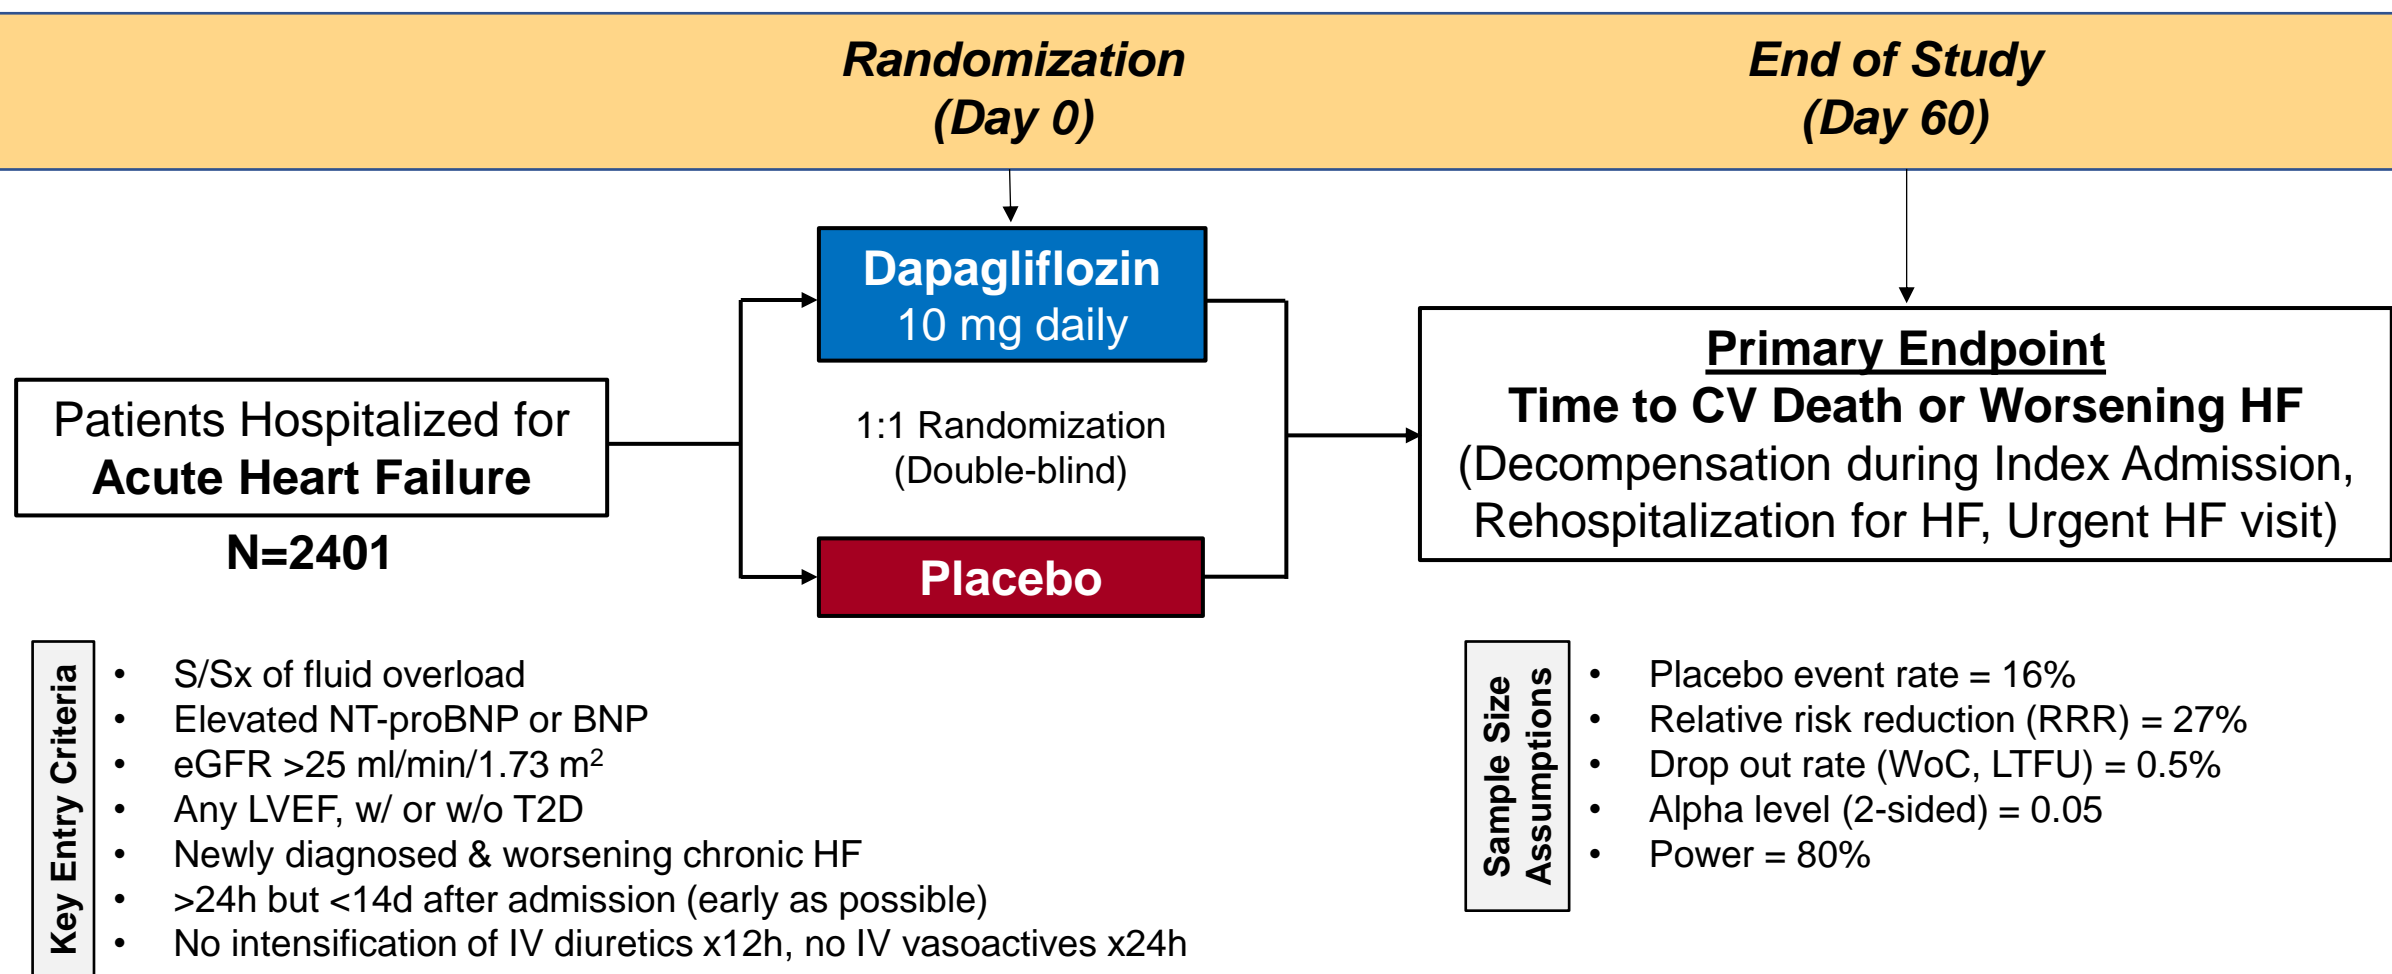 Randomization
(Day 0)
End of Study
(Day 60)
Patients Hospitalized for
Acute Heart Failure
N=2401
Dapagliflozin
10 mg daily
1:1 Randomization
(Double-blind)
Placebo
Primary Endpoint
Time to CV Death or Worsening HF
(Decompensation during Index Admission,
Rehospitalization for HF, Urgent HF visit)
Key Entry Criteria
• S/Sx of fluid overload
• Elevated NT-proBNP or BNP
• eGFR >25 ml/min/1.73 m²
• Any LVEF, w/ or w/o T2D
• Newly diagnosed & worsening chronic HF
• >24h but <14d after admission (early as possible)
• No intensification of IV diuretics x12h, no IV vasoactives x24h
Sample Size
Assumptions
• Placebo event rate = 16%
• Relative risk reduction (RRR) = 27%
• Drop out rate (WoC, LTFU) = 0.5%
• Alpha level (2-sided) = 0.05
• Power = 80%